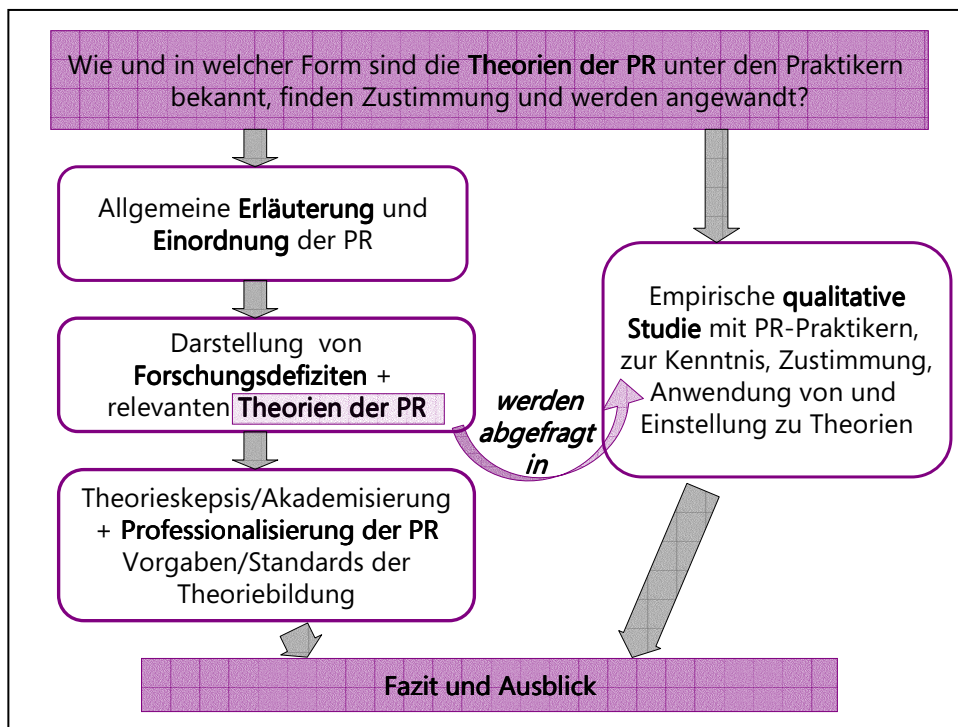 Wie und in welcher Form sind die Theorien der PR unter den Praktikern
bekannt, finden Zustimmung und werden angewandt?
Allgemeine Erläuterung und
Einordnung der PR
Darstellung von
Forschungsdefiziten +
relevanten Theorien der PR
werden
abgefragt
in
Empirische qualitative
Studie mit PR-Praktikern,
zur Kenntnis, Zustimmung,
Anwendung von und
Einstellung zu Theorien
Theorieskepsis/Akademisierung
+ Professionalisierung der PR
Vorgaben/Standards der
Theoriebildung
Fazit und Ausblick